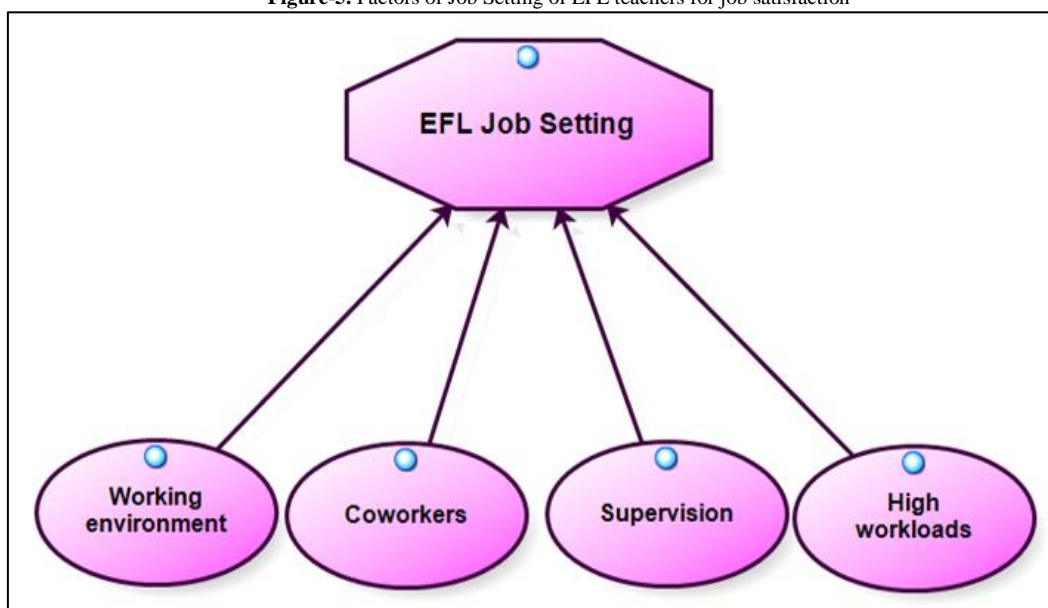 Figure-3. Factors of Job Setting of EFL teachers for job satisfaction
EFL Job Setting
Working
environment
Coworkers
Supervision
High
workloads